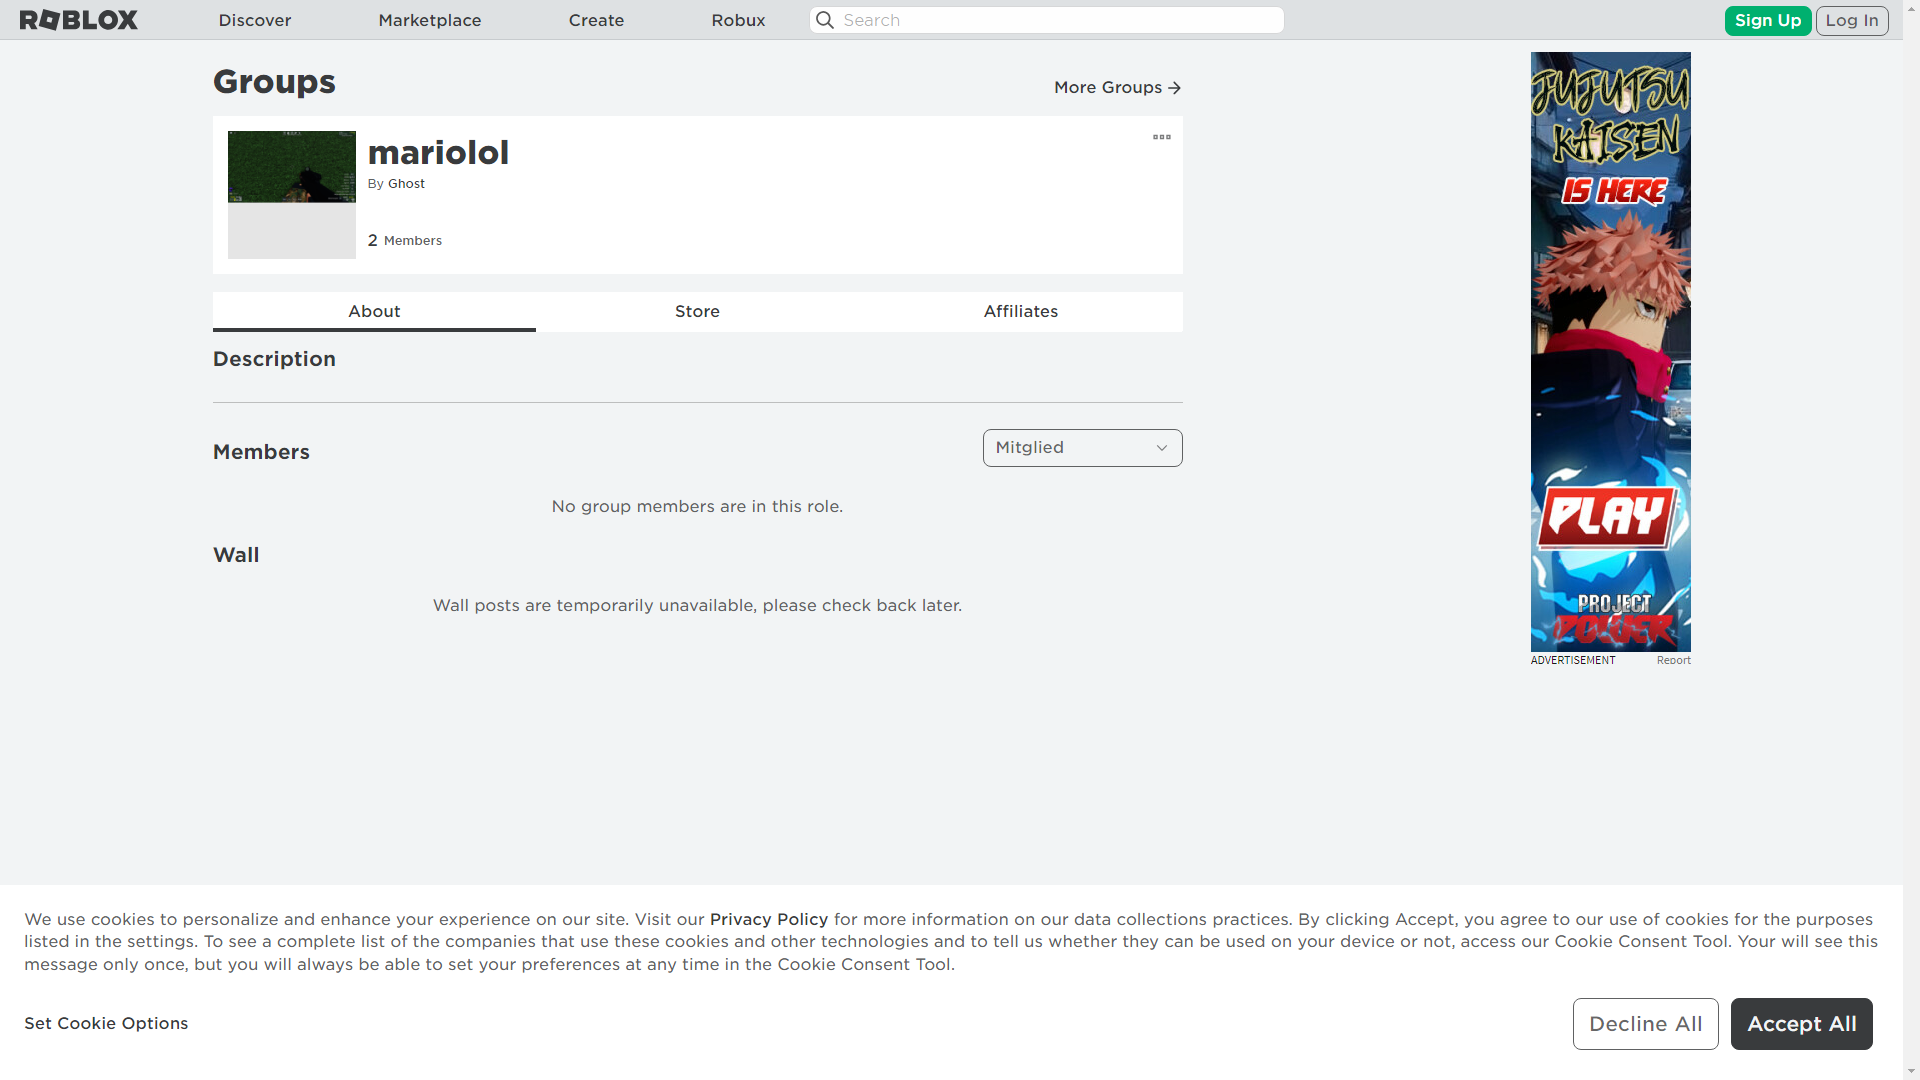 ROBLOX Discover Marketplace Create Robux Search Sign Up Log In
Groups
More Groups
mariolol
By Ghost
2 Members
About Store Affiliates
Description
Members
Mitglied
No group members are in this role.
Wall
Wall posts are temporarily unavailable, please check back later.
JUJUTSU
KAISEN
IS HERE
PLAY
PROJECT
POWER
ADVERTISEMENT Report
We use cookies to personalize and enhance your experience on our site. Visit our Privacy Policy for more information on our data collections practices. By clicking Accept, you agree to our use of cookies for the purposes
listed in the settings. To see a complete list of the companies that use these cookies and other technologies and to tell us whether they can be used on your device or not, access our Cookie Consent Tool. Your will see this
message only once, but you will always be able to set your preferences at any time in the Cookie Consent Tool.
Set Cookie Options
Decline All
Accept All